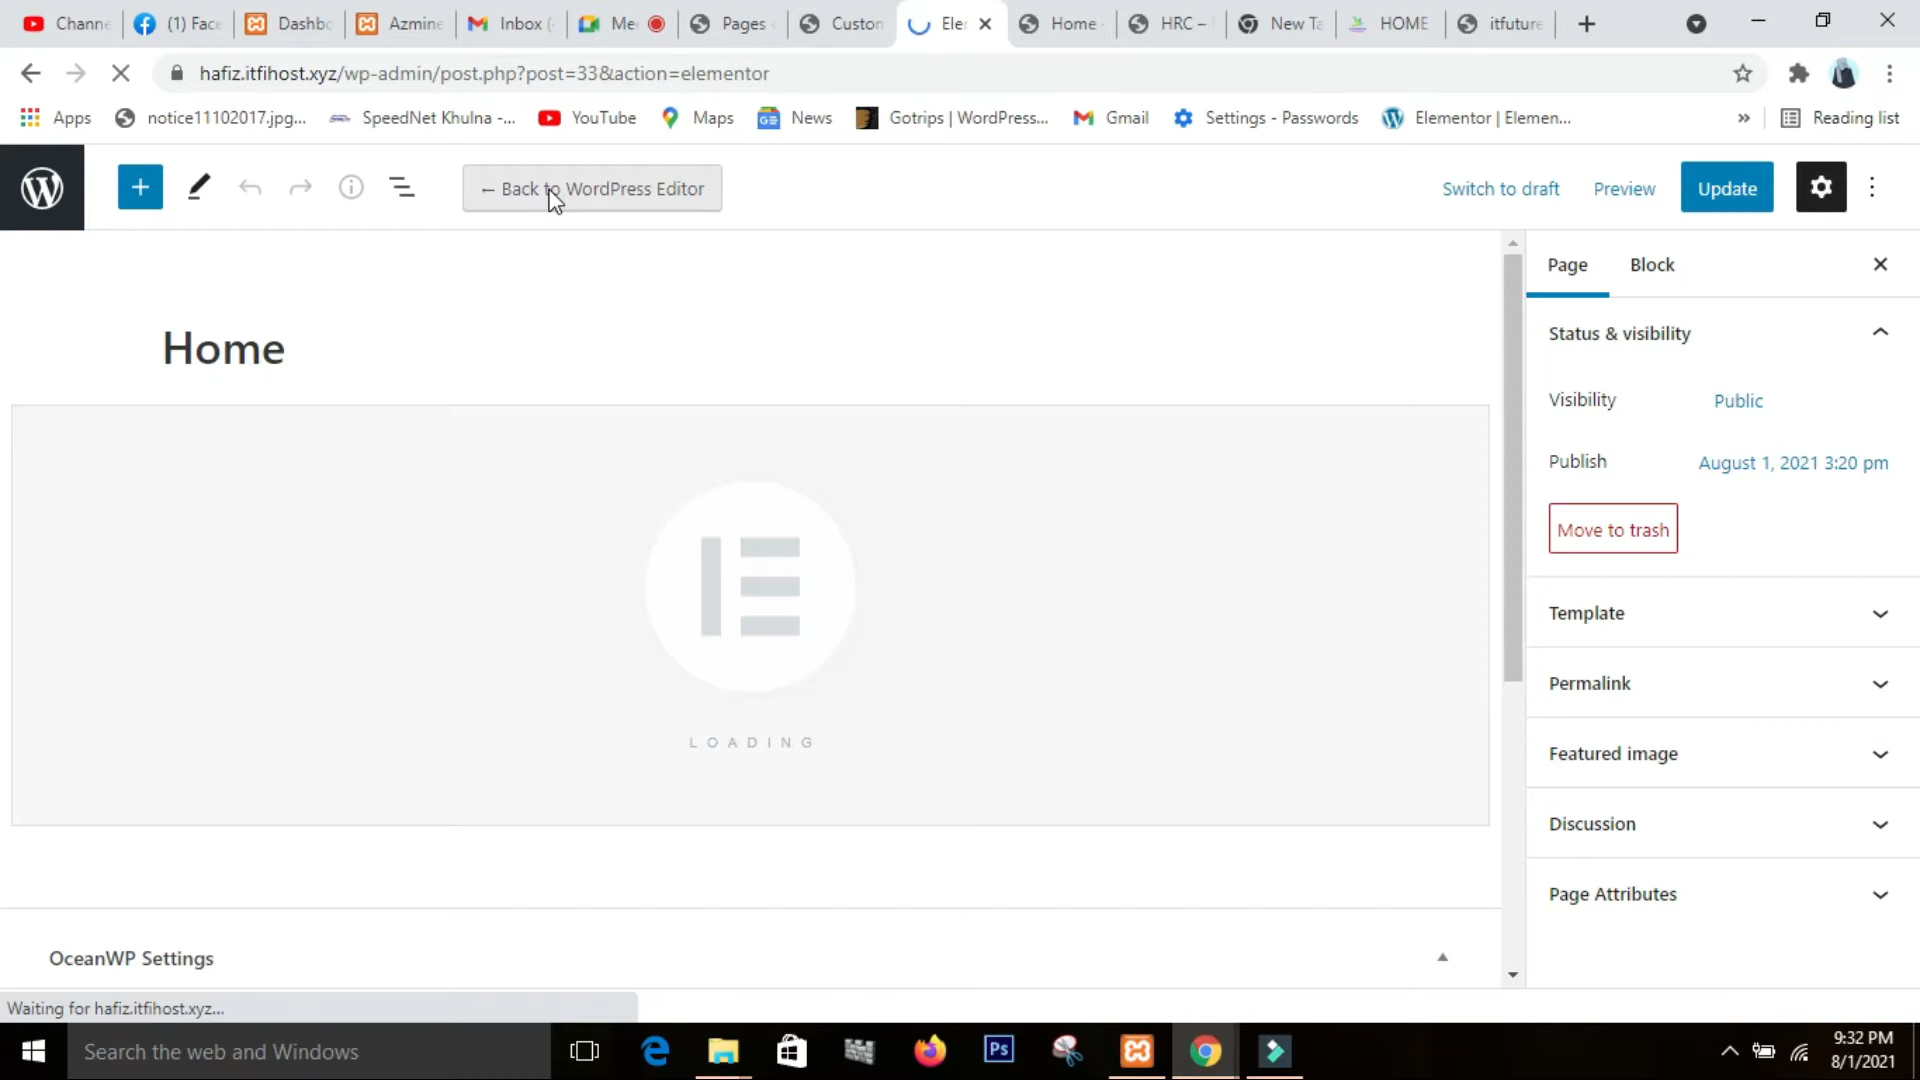 Channe
(1) Face
Dashbo
Azmine
Inbox (
Mee
Pages
Custom
Ele
Home
HRC –
New Ta
HOME
itfuture
hafiz.itfihost.xyz/wp-admin/post.php?post=33&action=elementor
Apps
notice11102017.jpg...
SpeedNet Khulna -...
YouTube
Maps
News
Gotrips | WordPress...
Gmail
Settings - Passwords
Elementor | Elemen...
»
Reading list
← Back to WordPress Editor
Switch to draft
Preview
Update
Home
LOADING
Page
Block
Status & visibility
Visibility
Public
Publish
August 1, 2021 3:20 pm
Move to trash
Template
Permalink
Featured image
Discussion
Page Attributes
OceanWP Settings
Waiting for hafiz.itfihost.xyz...
Search the web and Windows
Ps
9:32 PM
8/1/2021